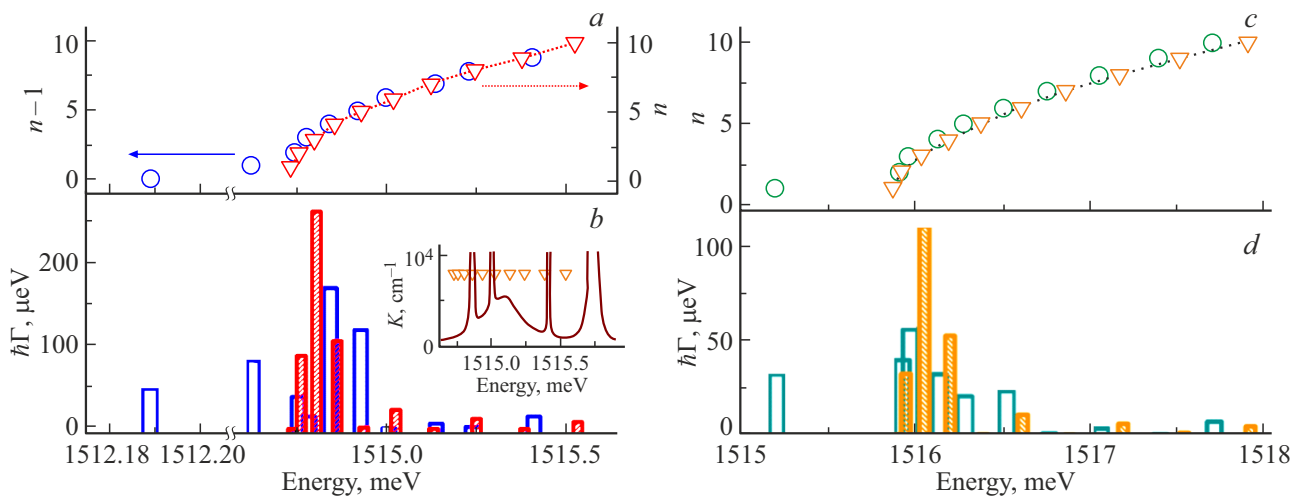 a
10
5
0
n−1
10
5
0
n
b
200
100
0
ħΓ, μeV
10⁴
0
K, cm⁻¹
1515.0 1515.5
Energy, meV
1512.18 1512.20 1515.0 1515.5
Energy, meV
c
10
5
0
n
d
100
50
0
ħΓ, μeV
1515 1516 1517 1518
Energy, meV